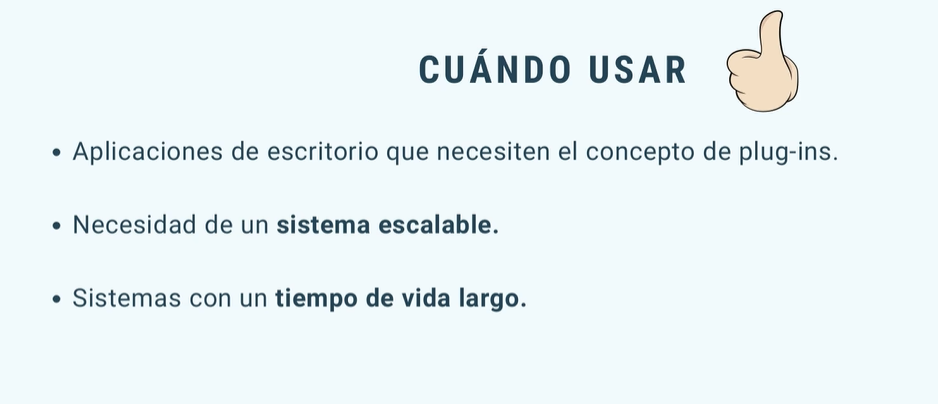 CUÁNDO USAR
• Aplicaciones de escritorio que necesiten el concepto de plug-ins.
• Necesidad de un sistema escalable.
• Sistemas con un tiempo de vida largo.